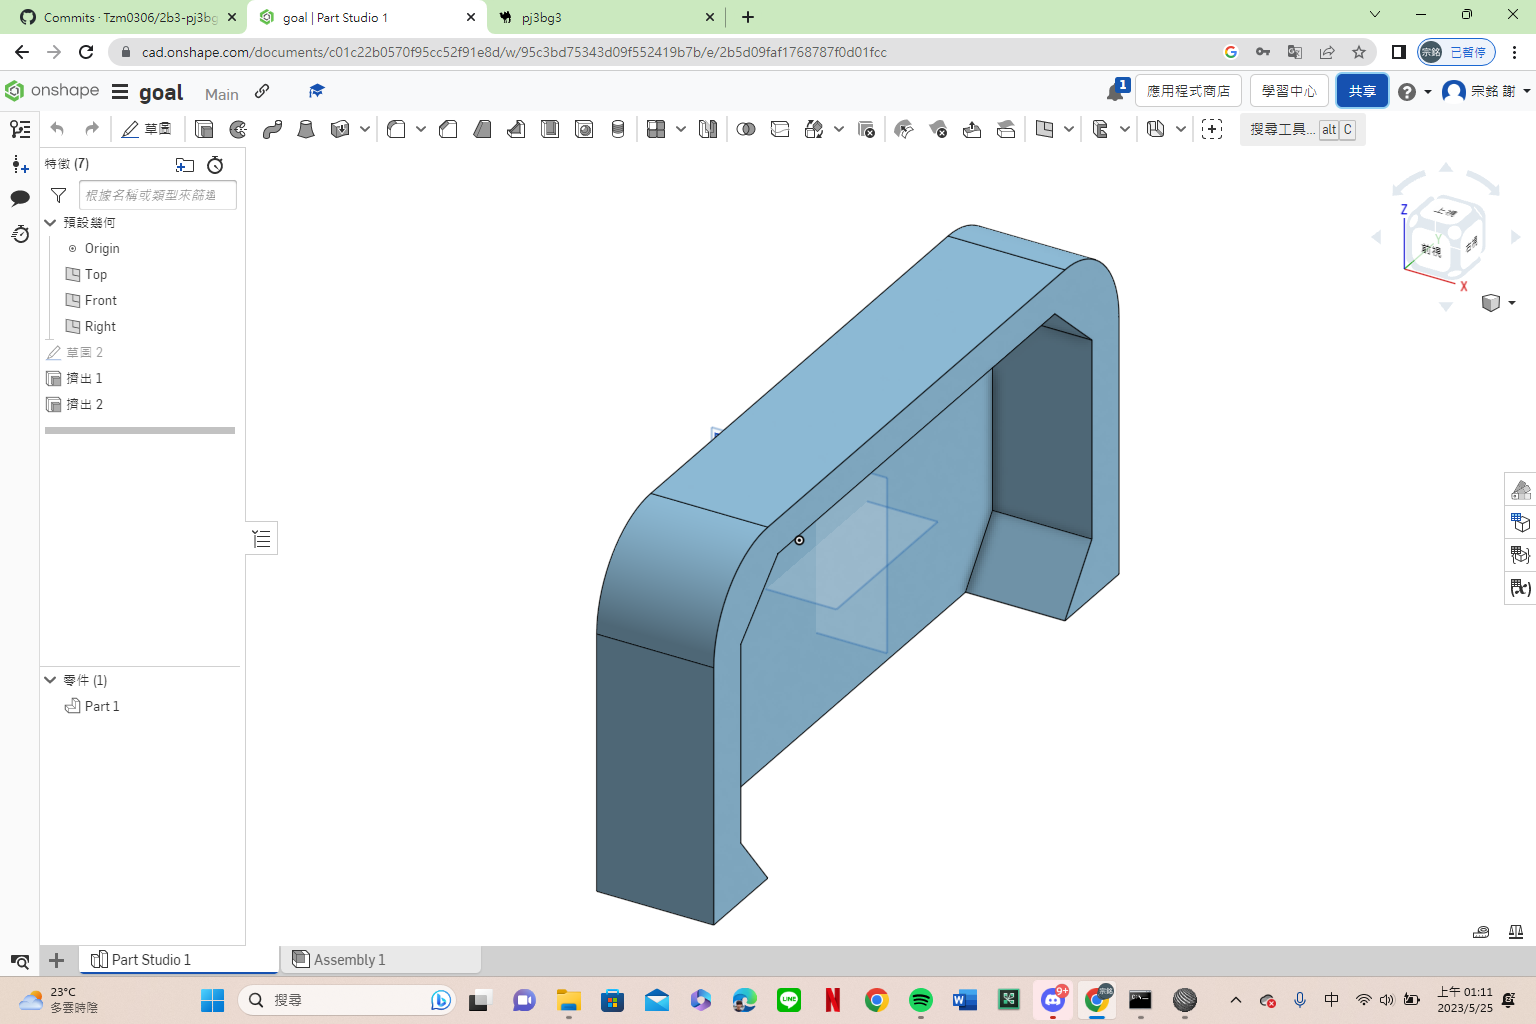 Commits · Tzm0306/2b3-pj3bg
goal | Part Studio 1
pj3bg3
cad.onshape.com/documents/c01c22b0570f95cc52f91e8d/w/95c3bd75343d09f552419b7b/e/2b5d09faf1768787f0d01fcc
宗銘
已暫停
onshape
goal
Main
1
應用程式商店
學習中心
共享
宗銘 謝
草圖
搜尋工具...
alt
C
特徵 (7)
根據名稱或類型來篩選
預設幾何
Origin
Top
Front
Right
草圖 2
擠出 1
擠出 2
零件 (1)
Part 1
上視
前視
右視
Z
Y
X
Part Studio 1
Assembly 1
23°C
多雲時陰
搜尋
9+
宗銘
中
上午 01:11
2023/5/25